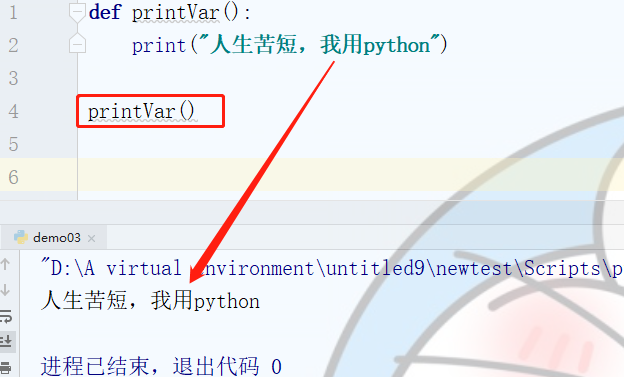 1 def printVar():
2 print("人生苦短，我用python")
3
4 printVar()
5
6
demo03
"D:\A virtual environment\untitled9\newtest\Scripts\p
人生苦短，我用python
进程已结束，退出代码 0